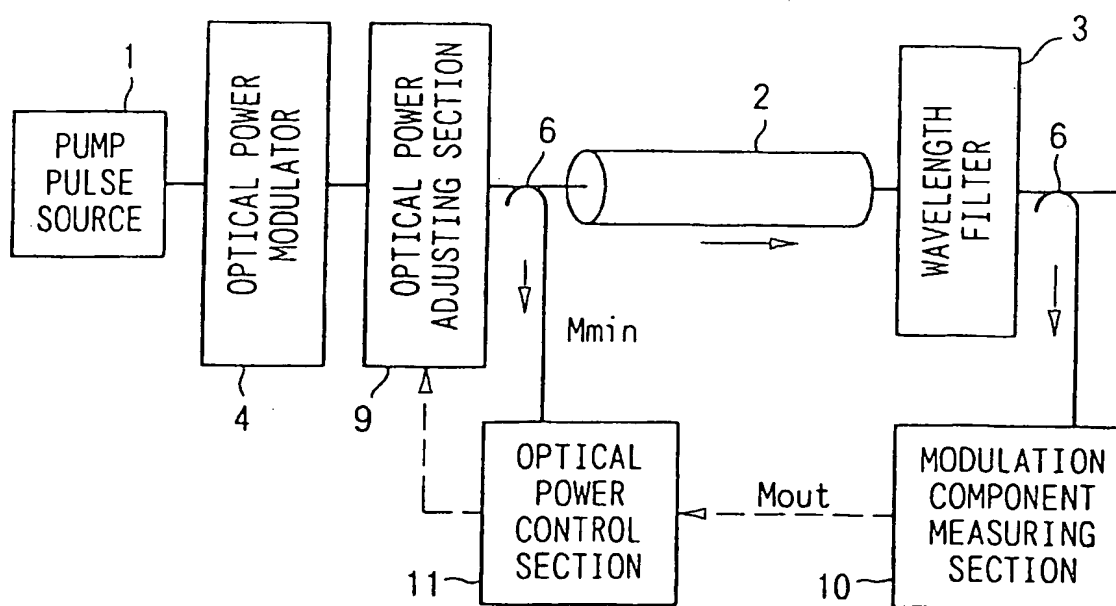 1
PUMP
PULSE
SOURCE
OPTICAL POWER
MODULATOR
4
OPTICAL POWER
ADJUSTING SECTION
9
6
2
WAVELENGTH
FILTER
3
6
Mmin
OPTICAL
POWER
CONTROL
SECTION
11
Mout
MODULATION
COMPONENT
MEASURING
SECTION
10